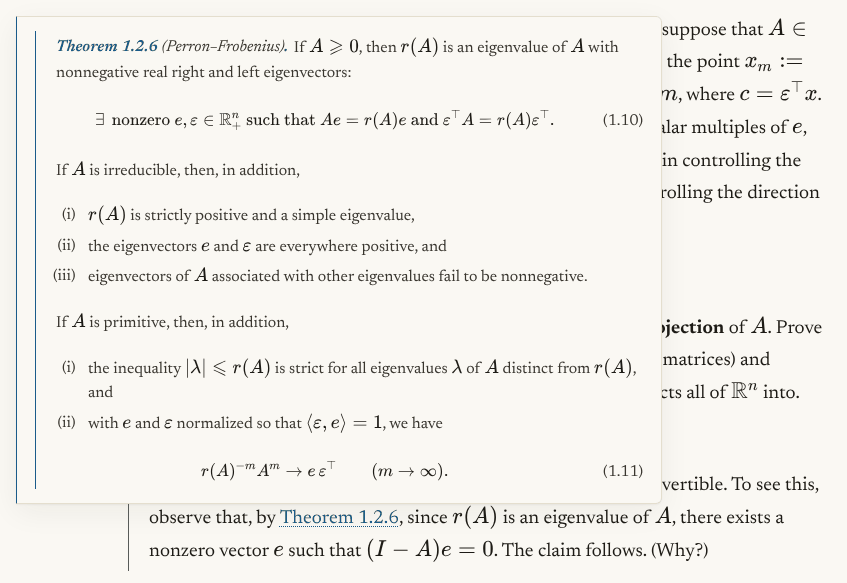 Theorem 1.2.6 (Perron–Frobenius). If A ⩾ 0, then r(A) is an eigenvalue of A with
nonnegative real right and left eigenvectors:
∃ nonzero e, ε ∈ ℝⁿ₊ such that Ae = r(A)e and ε⊤A = r(A)ε⊤. (1.10)
If A is irreducible, then, in addition,
(i) r(A) is strictly positive and a simple eigenvalue,
(ii) the eigenvectors e and ε are everywhere positive, and
(iii) eigenvectors of A associated with other eigenvalues fail to be nonnegative.
If A is primitive, then, in addition,
(i) the inequality |λ| ⩽ r(A) is strict for all eigenvalues λ of A distinct from r(A),
and
(ii) with e and ε normalized so that ⟨ε, e⟩ = 1, we have
r(A)⁻ᵐAᵐ → e ε⊤ (m → ∞). (1.11)
suppose that A ∈
the point xₘ :=
m, where c = ε⊤x.
alar multiples of e,
in controlling the
rolling the direction
ojection of A. Prove
matrices) and
cts all of ℝⁿ into.
vertible. To see this,
observe that, by Theorem 1.2.6, since r(A) is an eigenvalue of A, there exists a
nonzero vector e such that (I − A)e = 0. The claim follows. (Why?)